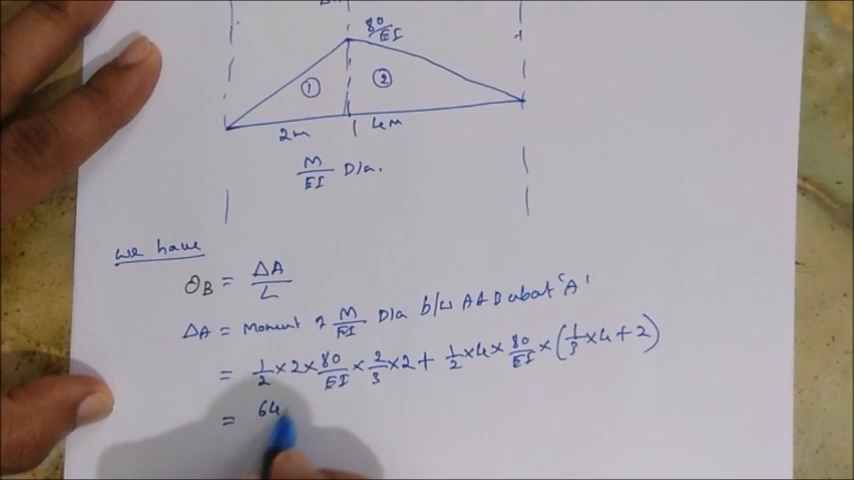 80/EI
① ②
2m 4m
M/EI Dia.
we have
θB = ΔA/L
ΔA = Moment of M/EI Dia b/w A & B about 'A'
= 1/2 × 2 × 80/EI × 2/3 × 2 + 1/2 × 4 × 80/EI × (1/3 × 4 + 2)
= 64